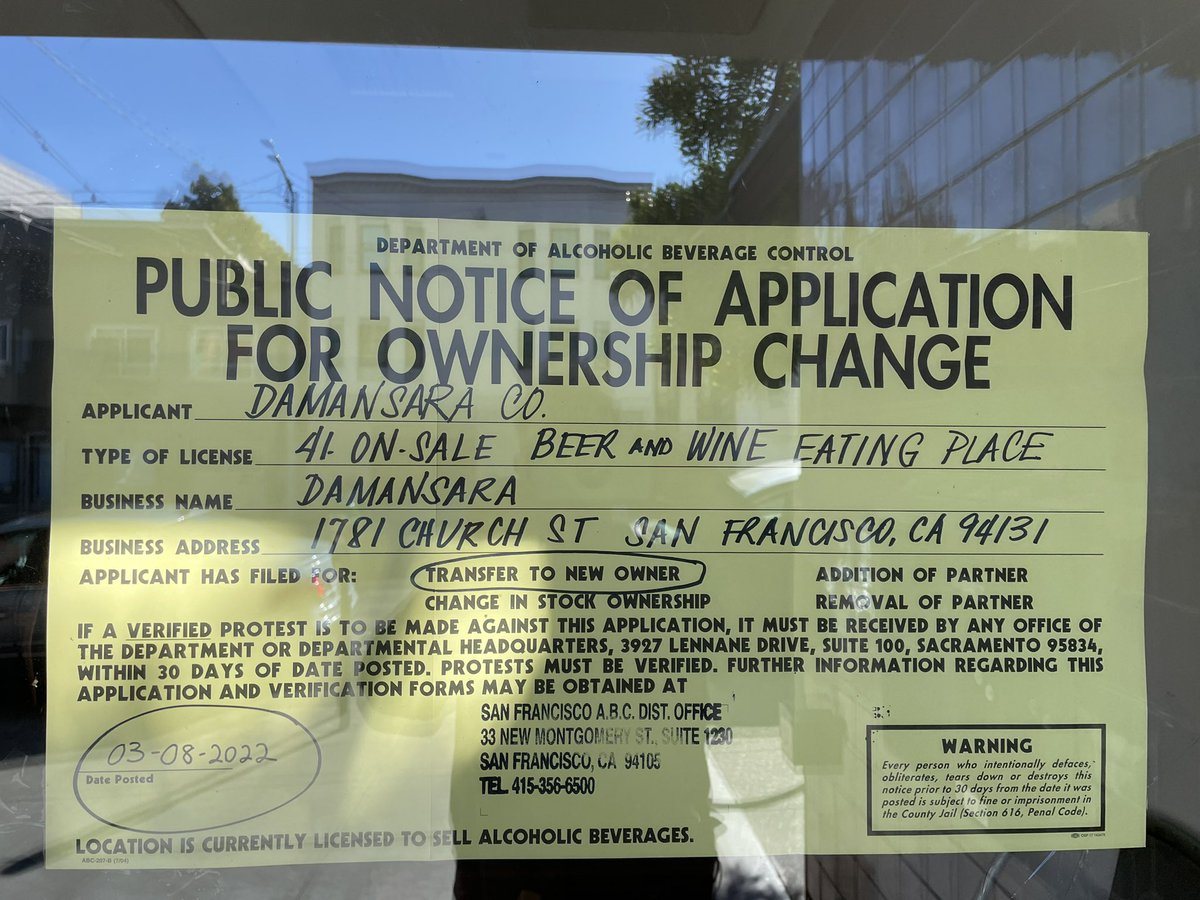 DEPARTMENT OF ALCOHOLIC BEVERAGE CONTROL
PUBLIC NOTICE OF APPLICATION
FOR OWNERSHIP CHANGE
APPLICANT DAMANSARA CO.
TYPE OF LICENSE 41. ON-SALE BEER AND WINE EATING PLACE
BUSINESS NAME DAMANSARA
BUSINESS ADDRESS 1781 CHURCH ST SAN FRANCISCO, CA 94131
APPLICANT HAS FILED FOR: TRANSFER TO NEW OWNER ADDITION OF PARTNER
CHANGE IN STOCK OWNERSHIP REMOVAL OF PARTNER
IF A VERIFIED PROTEST IS TO BE MADE AGAINST THIS APPLICATION, IT MUST BE RECEIVED BY ANY OFFICE OF
THE DEPARTMENT OR DEPARTMENTAL HEADQUARTERS, 3927 LENNANE DRIVE, SUITE 100, SACRAMENTO 95834,
WITHIN 30 DAYS OF DATE POSTED. PROTESTS MUST BE VERIFIED. FURTHER INFORMATION REGARDING THIS
APPLICATION AND VERIFICATION FORMS MAY BE OBTAINED AT
SAN FRANCISCO A.B.C. DIST. OFFICE
33 NEW MONTGOMERY ST., SUITE 1230
SAN FRANCISCO, CA 94105
TEL. 415-356-6500
03-08-2022
Date Posted
WARNING
Every person who intentionally defaces,
obliterates, tears down or destroys this
notice prior to 30 days from the date it was
posted is subject to fine or imprisonment in
the County Jail (Section 616, Penal Code).
LOCATION IS CURRENTLY LICENSED TO SELL ALCOHOLIC BEVERAGES.
ABC-207-B (7/04)